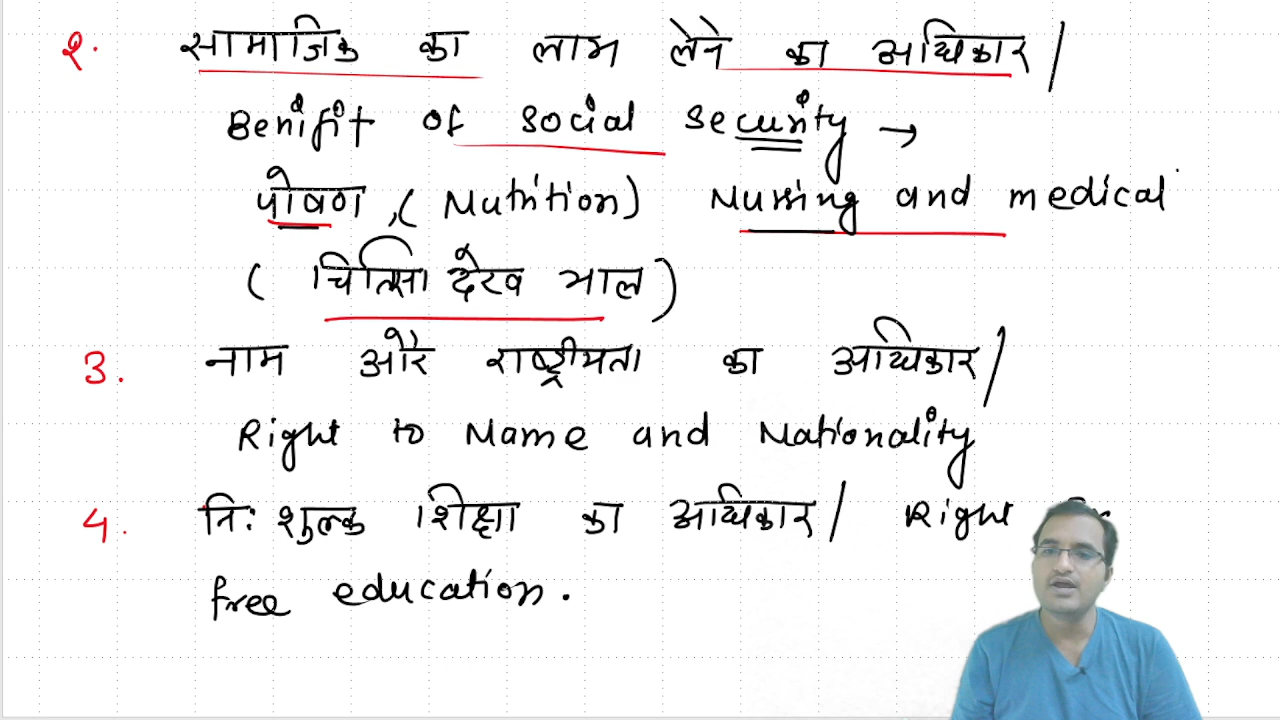 २. सामाजिक का लाभ लेने का अधिकार/
Benifit of social security →
पोषण, (Nutrition) Nursing and medical
( चित्सिा देख भाल)
3. नाम और राष्ट्रीयता का अधिकार/
Right to Name and Nationality
4. निः शुल्क शिक्षा का अधिकार/ Right
free education.